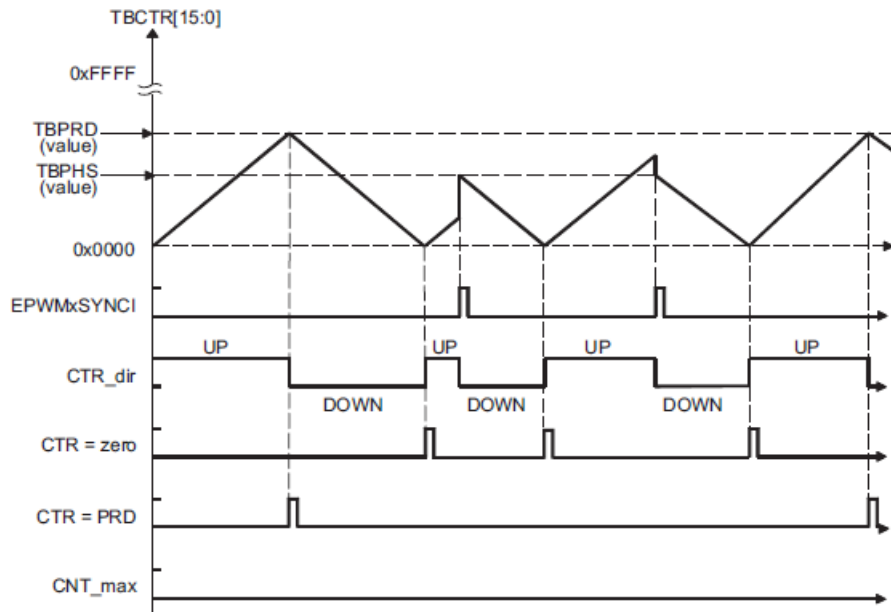 TBCTR[15:0]
0xFFFF
TBPRD
(value)
TBPHS
(value)
0x0000
EPWMxSYNCI
UP UP UP UP
CTR_dir
DOWN DOWN DOWN
CTR = zero
CTR = PRD
CNT_max